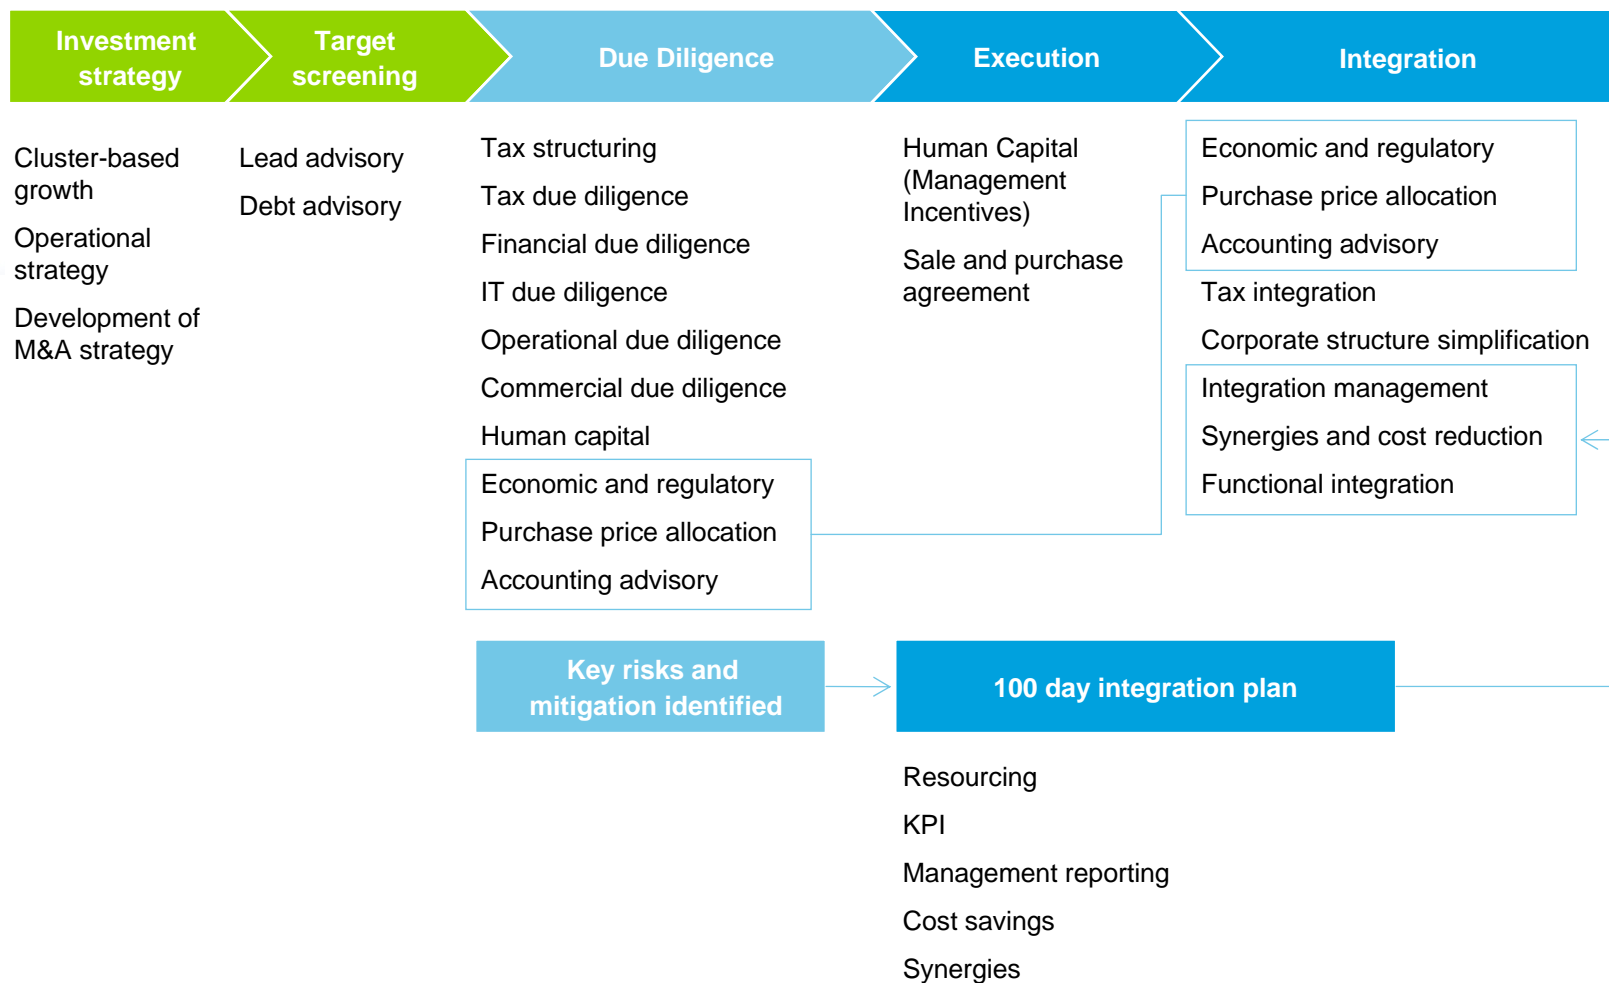 Investment
strategy
Target
screening
Due Diligence
Execution
Integration
Cluster-based
growth
Operational
strategy
Development of
M&A strategy
Lead advisory
Debt advisory
Tax structuring
Tax due diligence
Financial due diligence
IT due diligence
Operational due diligence
Commercial due diligence
Human capital
Economic and regulatory
Purchase price allocation
Accounting advisory
Human Capital
(Management
Incentives)
Sale and purchase
agreement
Economic and regulatory
Purchase price allocation
Accounting advisory
Tax integration
Corporate structure simplification
Integration management
Synergies and cost reduction
Functional integration
Key risks and
mitigation identified
100 day integration plan
Resourcing
KPI
Management reporting
Cost savings
Synergies